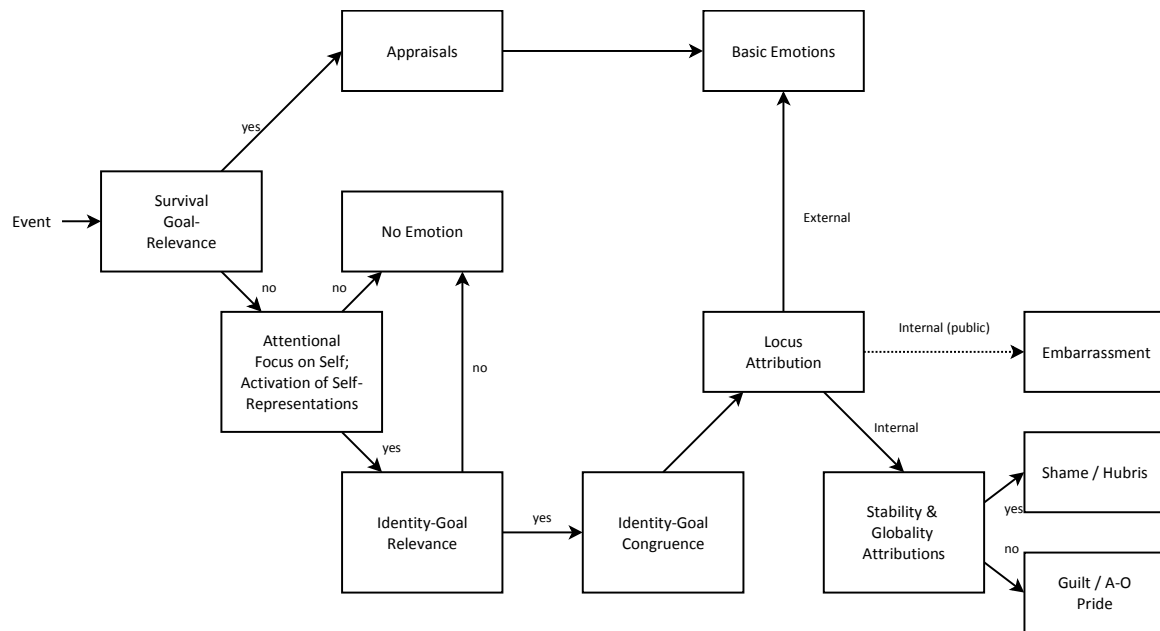 Appraisals
Basic Emotions
yes
Event
Survival
Goal-
Relevance
No Emotion
External
no
no
Attentional
Focus on Self;
Activation of Self-
Representations
no
Locus
Attribution
Internal (public)
Embarrassment
yes
Internal
Identity-Goal
Relevance
yes
Identity-Goal
Congruence
Stability &
Globality
Attributions
Shame / Hubris
yes
no
Guilt / A-O
Pride